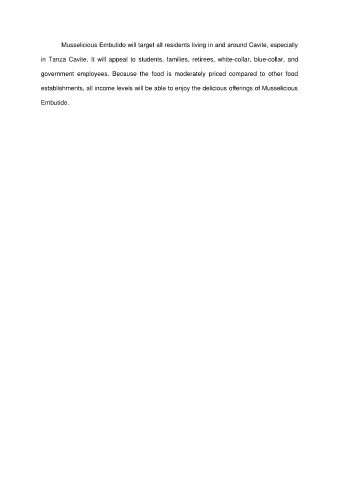 Musselicious Embutido will target all residents living in and around Cavite, especially
in Tanza Cavite. It will appeal to students, families, retirees, white-collar, blue-collar, and
government employees. Because the food is moderately priced compared to other food
establishments, all income levels will be able to enjoy the delicious offerings of Musselicious
Embutido.